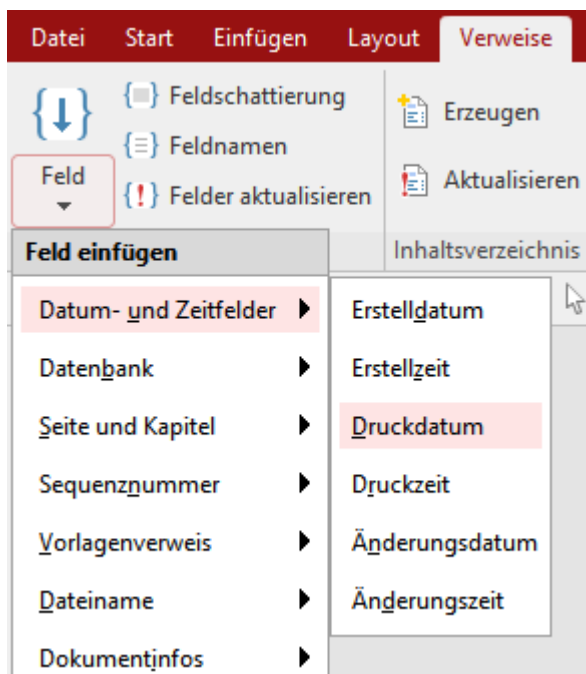 Datei Start Einfügen Layout Verweise
Feldschattierung
Feldnamen
Felder aktualisieren
Feld
Erzeugen
Aktualisieren
Inhaltsverzeichnis
Feld einfügen
Datum- und Zeitfelder
Datenbank
Seite und Kapitel
Sequenznummer
Vorlagenverweis
Dateiname
Dokumentinfos
Erstelldatum
Erstellzeit
Druckdatum
Druckzeit
Änderungsdatum
Änderungszeit